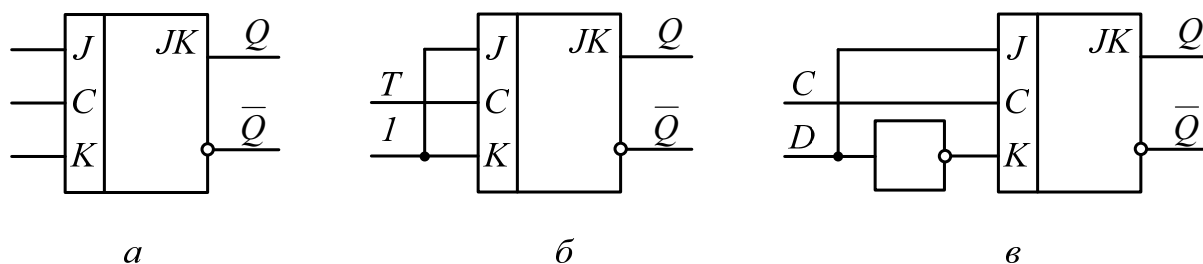 J JK Q
C
K Q̅
J JK Q
T C
1 K Q̅
J JK Q
C C
D K Q̅
а б в